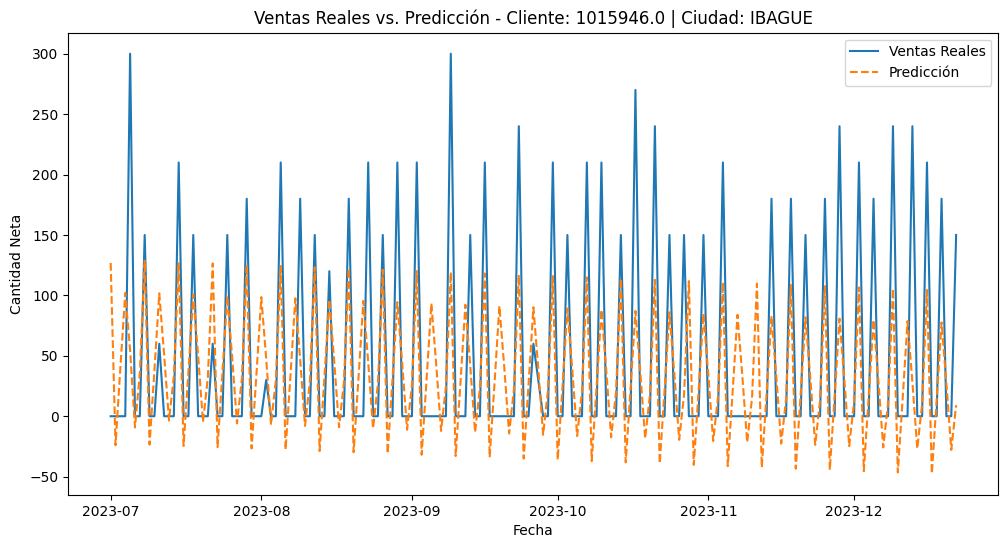 Ventas Reales vs. Predicción - Cliente: 1015946.0 | Ciudad: IBAGUE
Ventas Reales
Predicción
Cantidad Neta
300
250
200
150
100
50
0
−50
2023-07
2023-08
2023-09
2023-10
2023-11
2023-12
Fecha